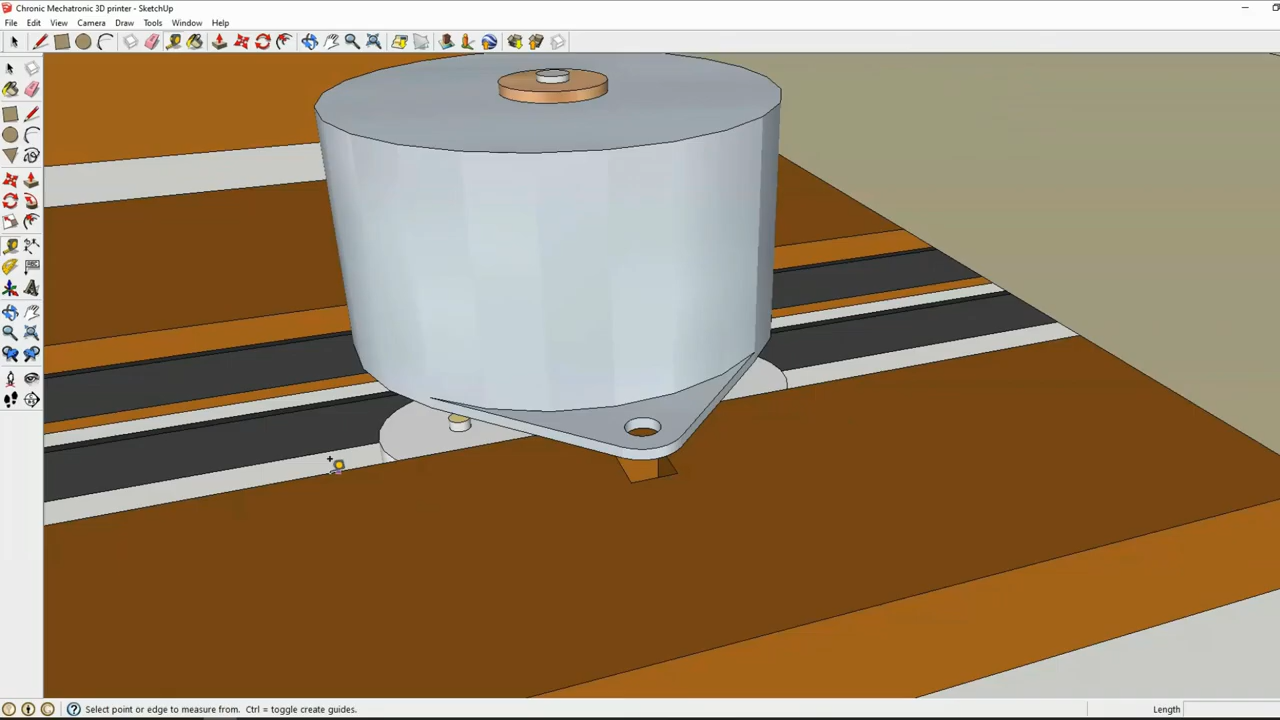 Chronic Mechatronic 3D printer - SketchUp
File Edit View Camera Draw Tools Window Help
Select point or edge to measure from. Ctrl = toggle create guides. Length